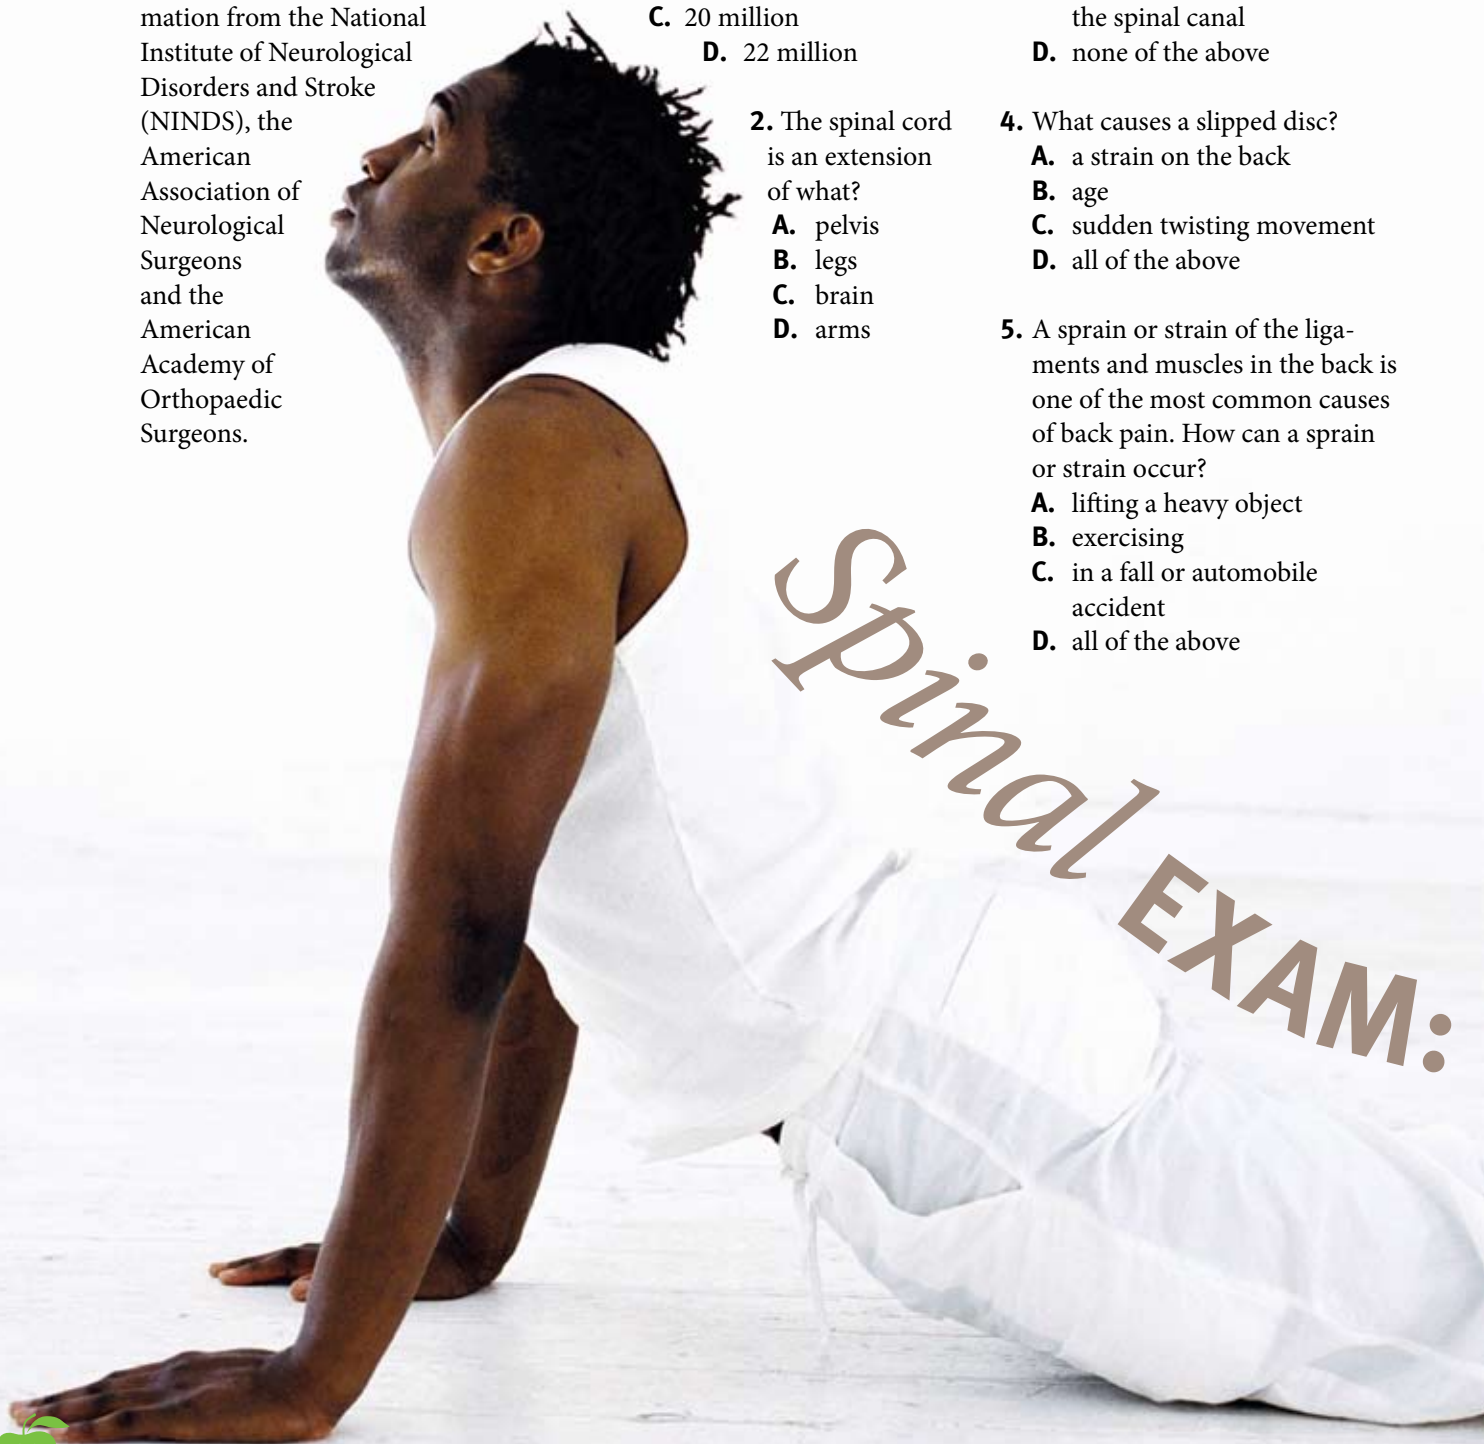 mation from the National
Institute of Neurological
Disorders and Stroke
(NINDS), the
American
Association of
Neurological
Surgeons
and the
American
Academy of
Orthopaedic
Surgeons.
C. 20 million
D. 22 million
2. The spinal cord
is an extension
of what?
A. pelvis
B. legs
C. brain
D. arms
the spinal canal
D. none of the above
4. What causes a slipped disc?
A. a strain on the back
B. age
C. sudden twisting movement
D. all of the above
5. A sprain or strain of the liga-
ments and muscles in the back is
one of the most common causes
of back pain. How can a sprain
or strain occur?
A. lifting a heavy object
B. exercising
C. in a fall or automobile
accident
D. all of the above
Spinal EXAM: